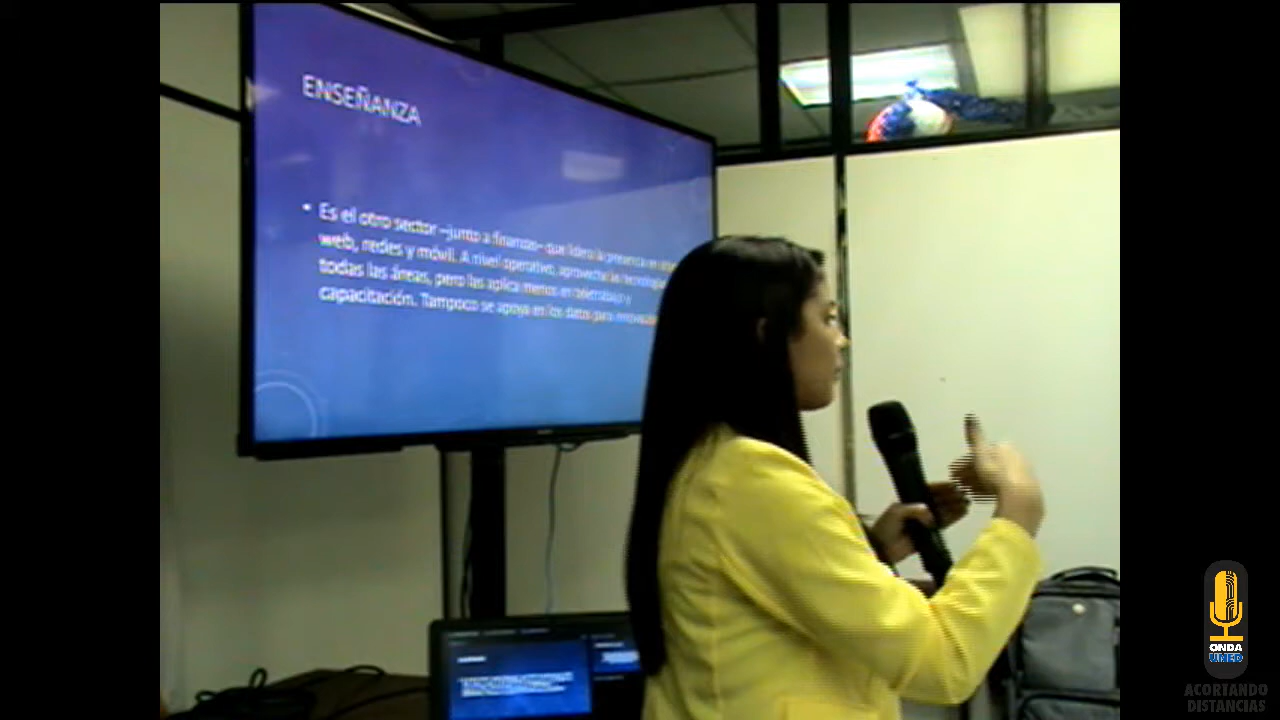 ENSEÑANZA
• Es el otro sector –junto a finanzas– que lidera la presencia en
web, redes y móvil. A nivel operativo, aprovecha las tecnologías
todas las áreas, pero las aplica menos en teletrabajo y
capacitación. Tampoco se apoya en los datos para innovación
ONDA
UNED
ACORTANDO
DISTANCIAS